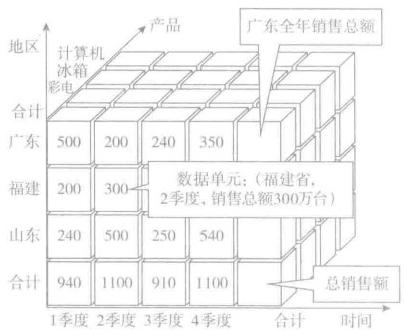 产品
广东全年销售总额
地区
计算机
冰箱
彩电
合计
广东 500 200 240 350
福建 200 300
数据单元:(福建省,
2季度,销售总额300万台)
山东 240 500 250 540
合计 940 1100 910 1100
总销售额
1季度 2季度 3季度 4季度 合计 时间